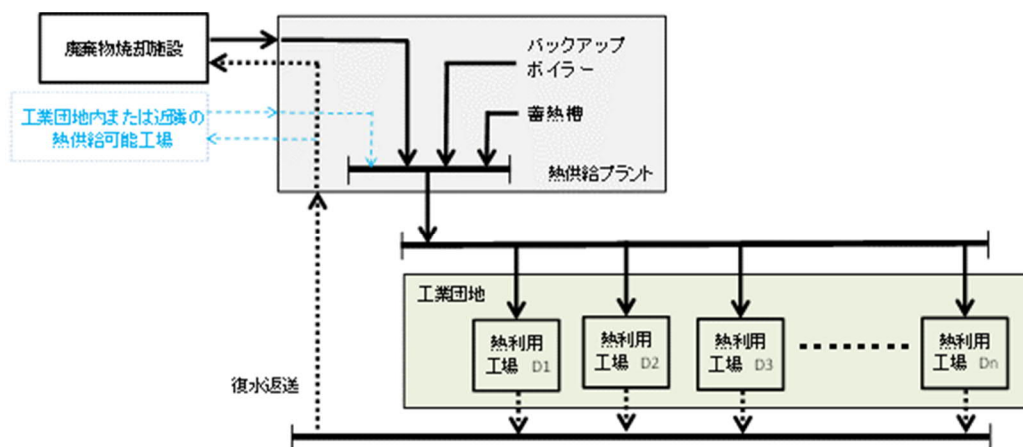 廃棄物焼却施設
バックアップ
ボイラー
蓄熱槽
工業団地内または近隣の
熱供給可能工場
熱供給プラント
工業団地
熱利用
工場 D1
熱利用
工場 D2
熱利用
工場 D3
熱利用
工場 Dn
復水返送